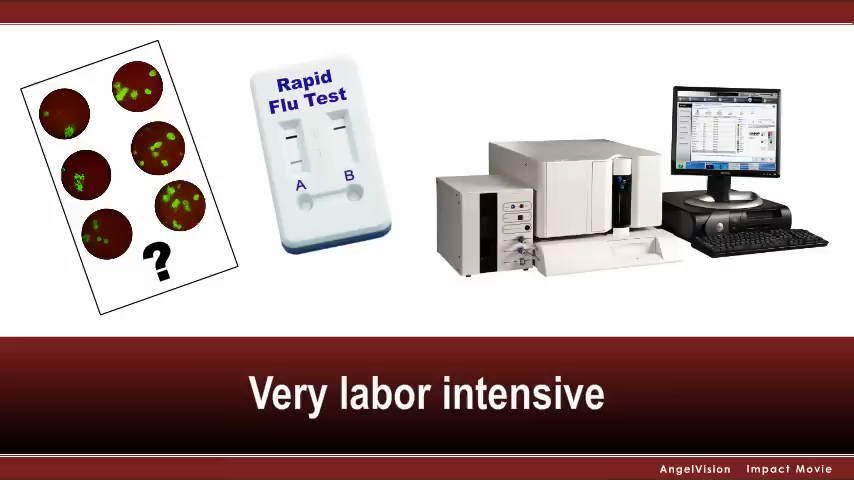 ?
Rapid
Flu Test
A B
Very labor intensive
AngelVision Impact Movie